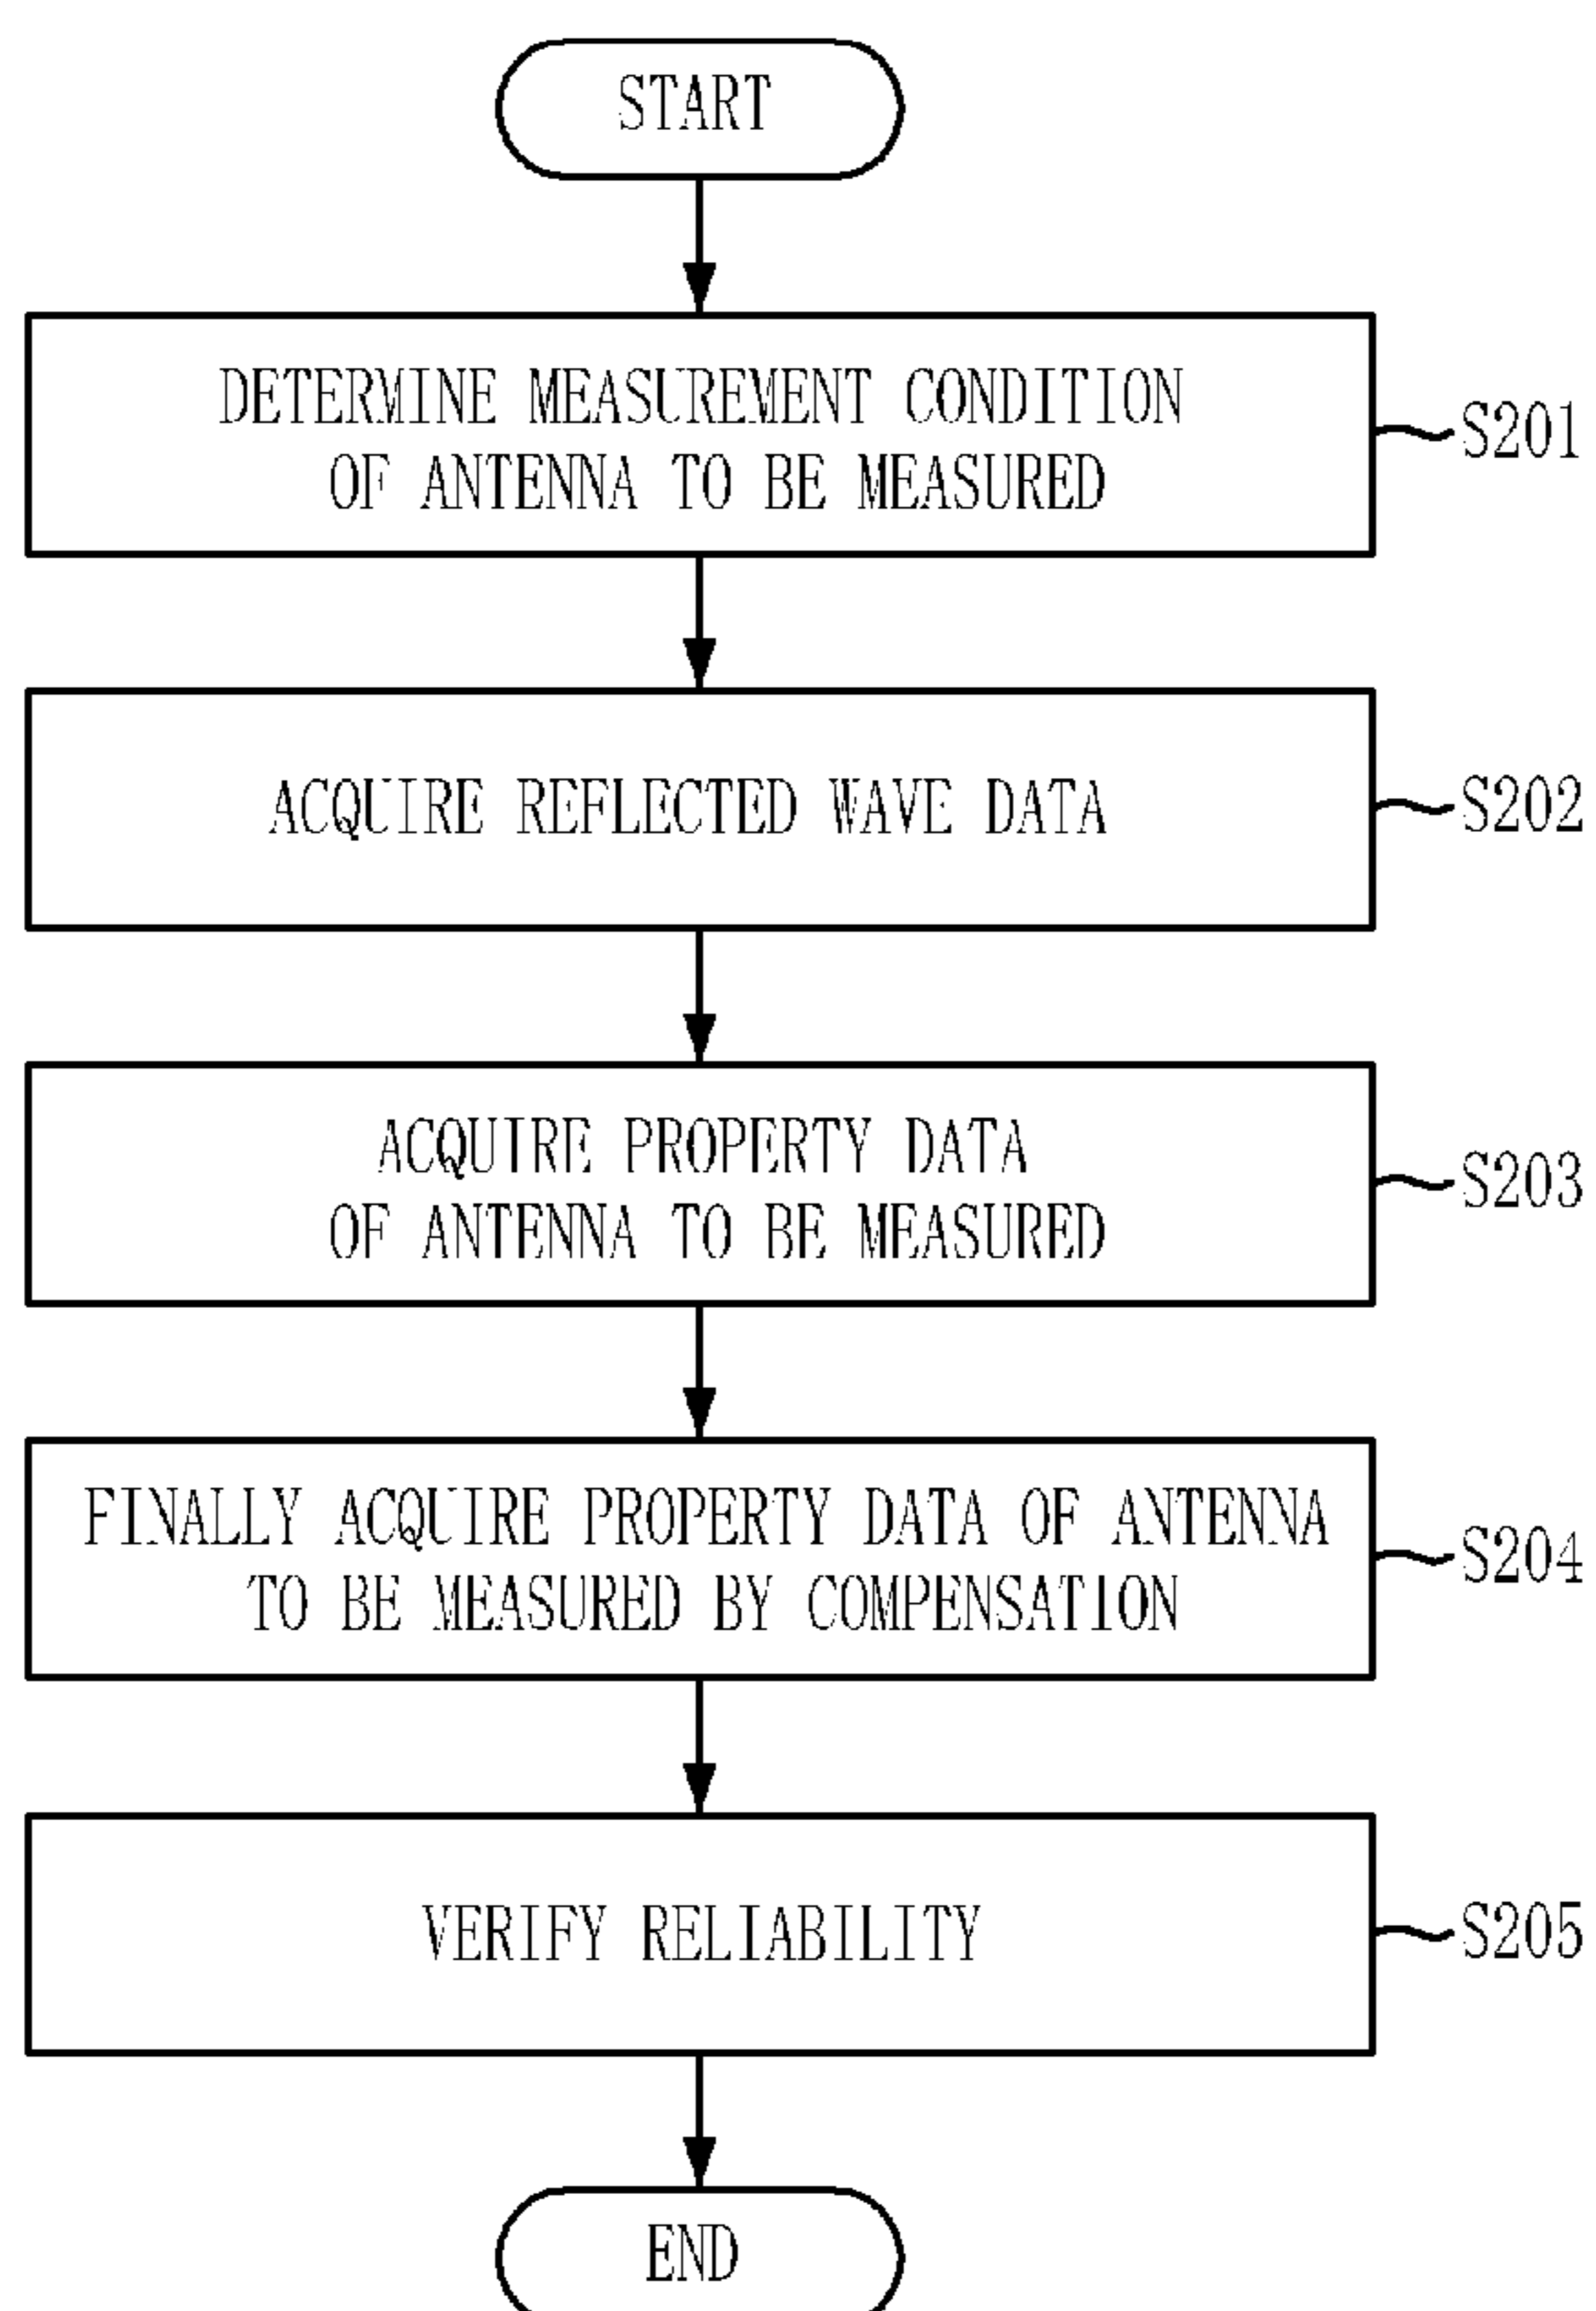 START
DETERMINE MEASUREMENT CONDITION
OF ANTENNA TO BE MEASURED
S201
ACQUIRE REFLECTED WAVE DATA
S202
ACQUIRE PROPERTY DATA
OF ANTENNA TO BE MEASURED
S203
FINALLY ACQUIRE PROPERTY DATA OF ANTENNA
TO BE MEASURED BY COMPENSATION
S204
VERIFY RELIABILITY
S205
END